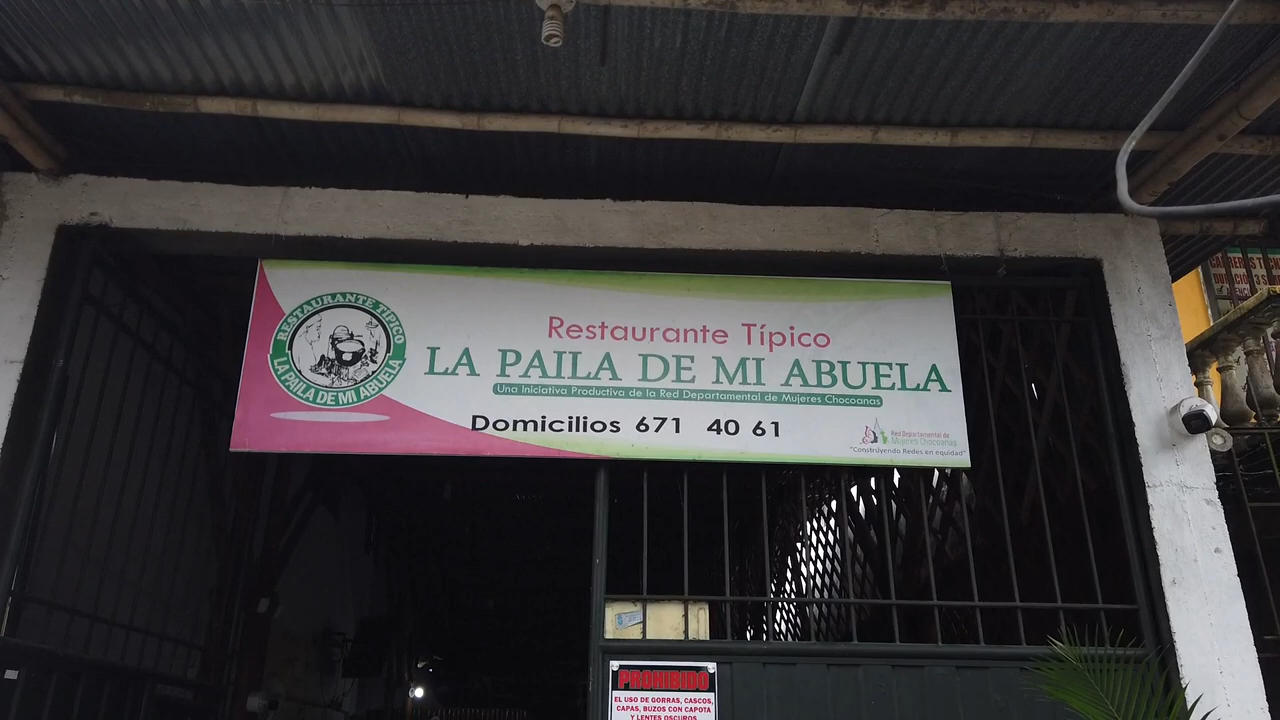 RESTAURANTE TÍPICO
LA PAILA DE MI ABUELA
Restaurante Típico
LA PAILA DE MI ABUELA
Una Iniciativa Productiva de la Red Departamental de Mujeres Chocoanas
Domicilios 671 40 61
Red Departamental de
Mujeres Chocoanas
"Construyendo Redes en equidad"
PROHIBIDO
EL USO DE GORRAS, CASCOS,
CAPAS, BUZOS CON CAPOTA
Y LENTES OSCUROS